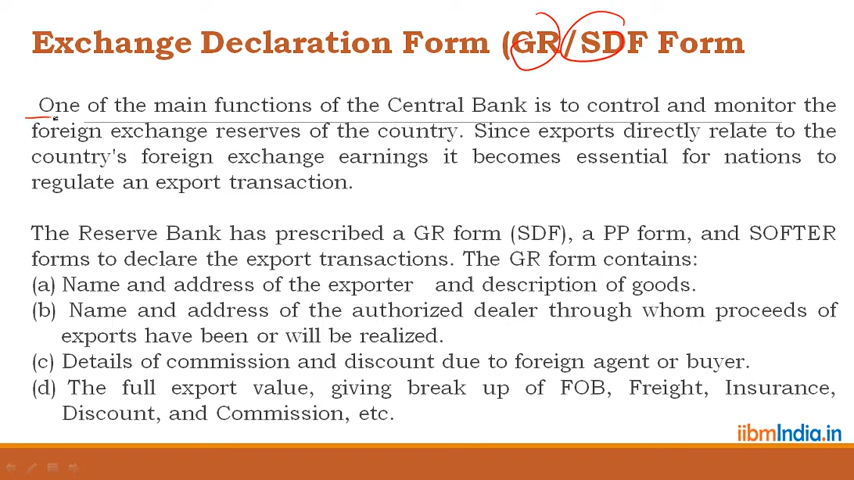 Exchange Declaration Form (GR/SDF Form
One of the main functions of the Central Bank is to control and monitor the
foreign exchange reserves of the country. Since exports directly relate to the
country's foreign exchange earnings it becomes essential for nations to
regulate an export transaction.
The Reserve Bank has prescribed a GR form (SDF), a PP form, and SOFTER
forms to declare the export transactions. The GR form contains:
(a) Name and address of the exporter and description of goods.
(b) Name and address of the authorized dealer through whom proceeds of
exports have been or will be realized.
(c) Details of commission and discount due to foreign agent or buyer.
(d) The full export value, giving break up of FOB, Freight, Insurance,
Discount, and Commission, etc.
iibmIndia.in